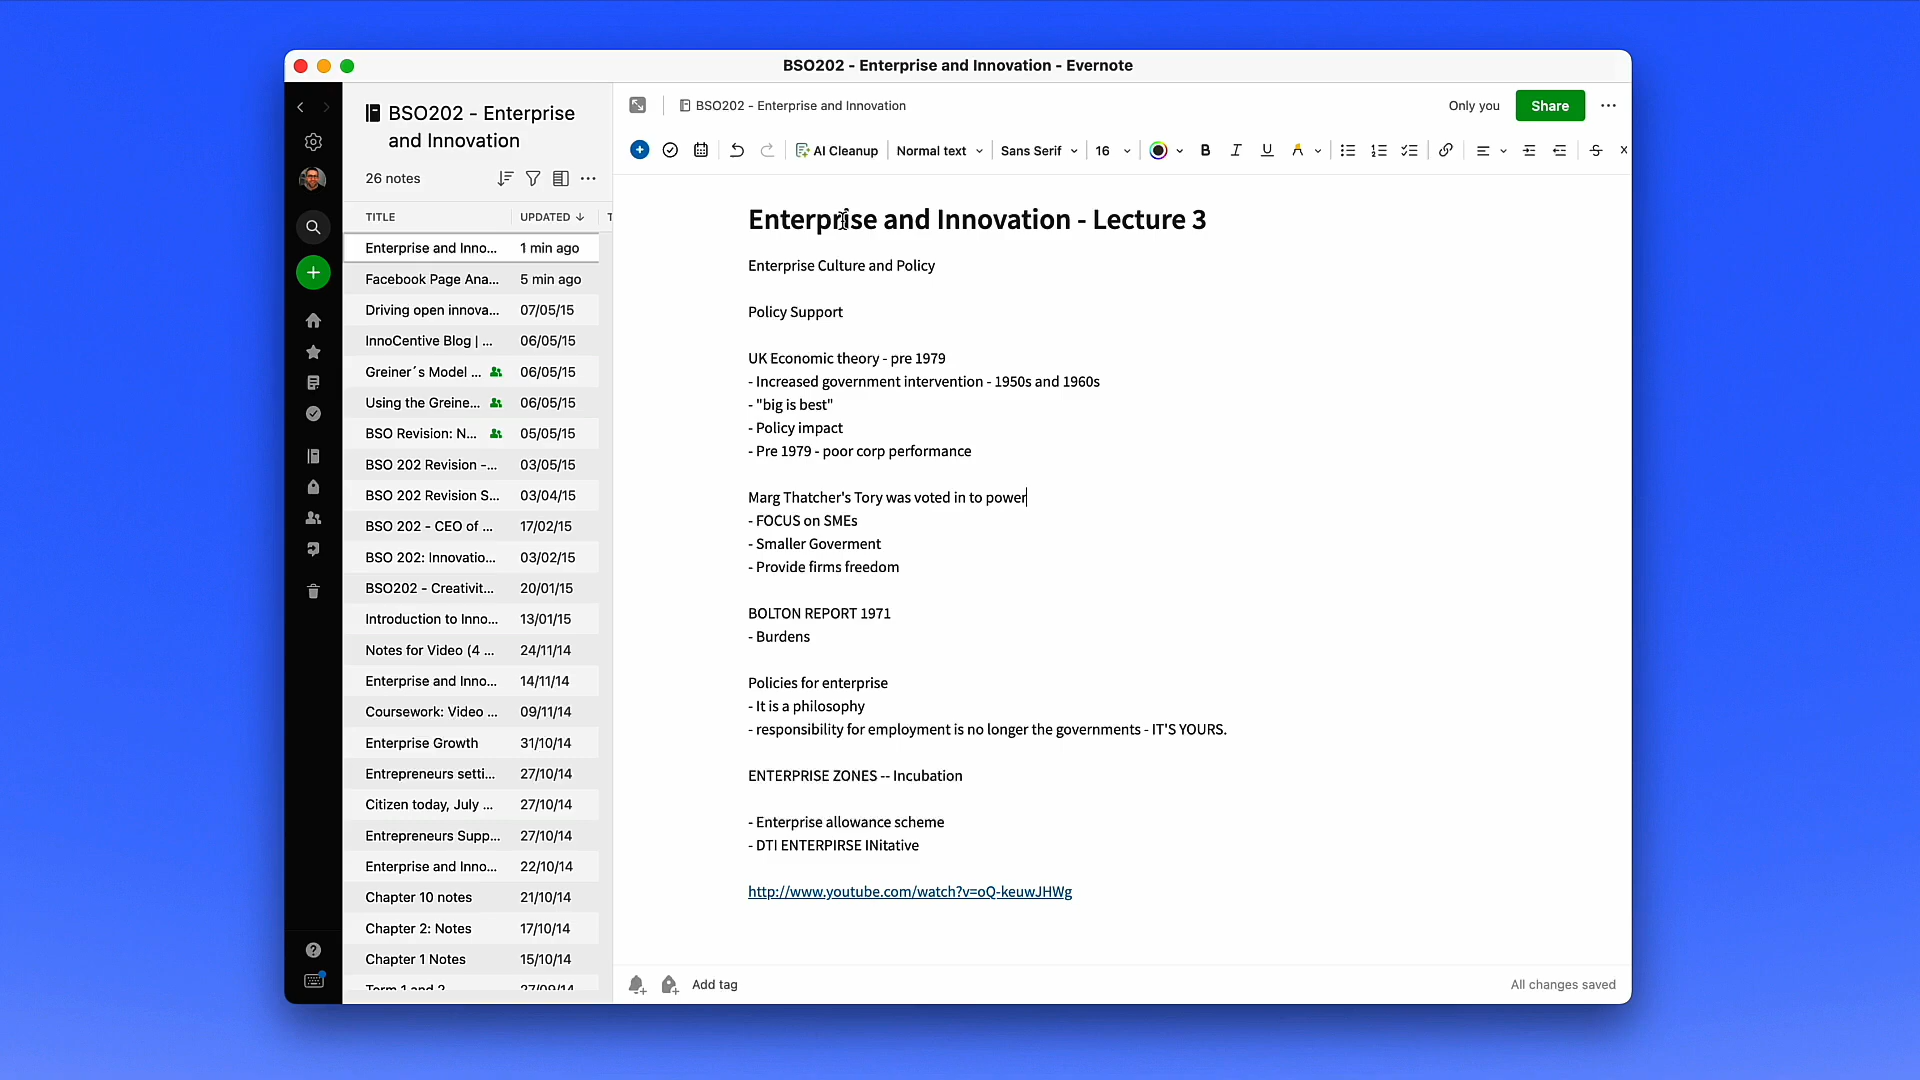 BSO202 - Enterprise and Innovation - Evernote
BSO202 - Enterprise
and Innovation
26 notes
TITLE
UPDATED
Enterprise and Inno... 1 min ago
Facebook Page Ana... 5 min ago
Driving open innova... 07/05/15
InnoCentive Blog | ... 06/05/15
Greiner´s Model ... 06/05/15
Using the Greine... 06/05/15
BSO Revision: N... 05/05/15
BSO 202 Revision -... 03/05/15
BSO 202 Revision S... 03/04/15
BSO 202 - CEO of ... 17/02/15
BSO 202: Innovatio... 03/02/15
BSO202 - Creativit... 20/01/15
Introduction to Inno... 13/01/15
Notes for Video (4 ... 24/11/14
Enterprise and Inno... 14/11/14
Coursework: Video ... 09/11/14
Enterprise Growth 31/10/14
Entrepreneurs setti... 27/10/14
Citizen today, July ... 27/10/14
Entrepreneurs Supp... 27/10/14
Enterprise and Inno... 22/10/14
Chapter 10 notes 21/10/14
Chapter 2: Notes 17/10/14
Chapter 1 Notes 15/10/14
Term 1 and 2 27/09/14
BSO202 - Enterprise and Innovation
Only you
Share
AI Cleanup
Normal text
Sans Serif
16
Enterprise and Innovation - Lecture 3
Enterprise Culture and Policy
Policy Support
UK Economic theory - pre 1979
- Increased government intervention - 1950s and 1960s
- "big is best"
- Policy impact
- Pre 1979 - poor corp performance
Marg Thatcher's Tory was voted in to power
- FOCUS on SMEs
- Smaller Goverment
- Provide firms freedom
BOLTON REPORT 1971
- Burdens
Policies for enterprise
- It is a philosophy
- responsibility for employment is no longer the governments - IT'S YOURS.
ENTERPRISE ZONES -- Incubation
- Enterprise allowance scheme
- DTI ENTERPIRSE INitative
http://www.youtube.com/watch?v=oQ-keuwJHWg
Add tag
All changes saved